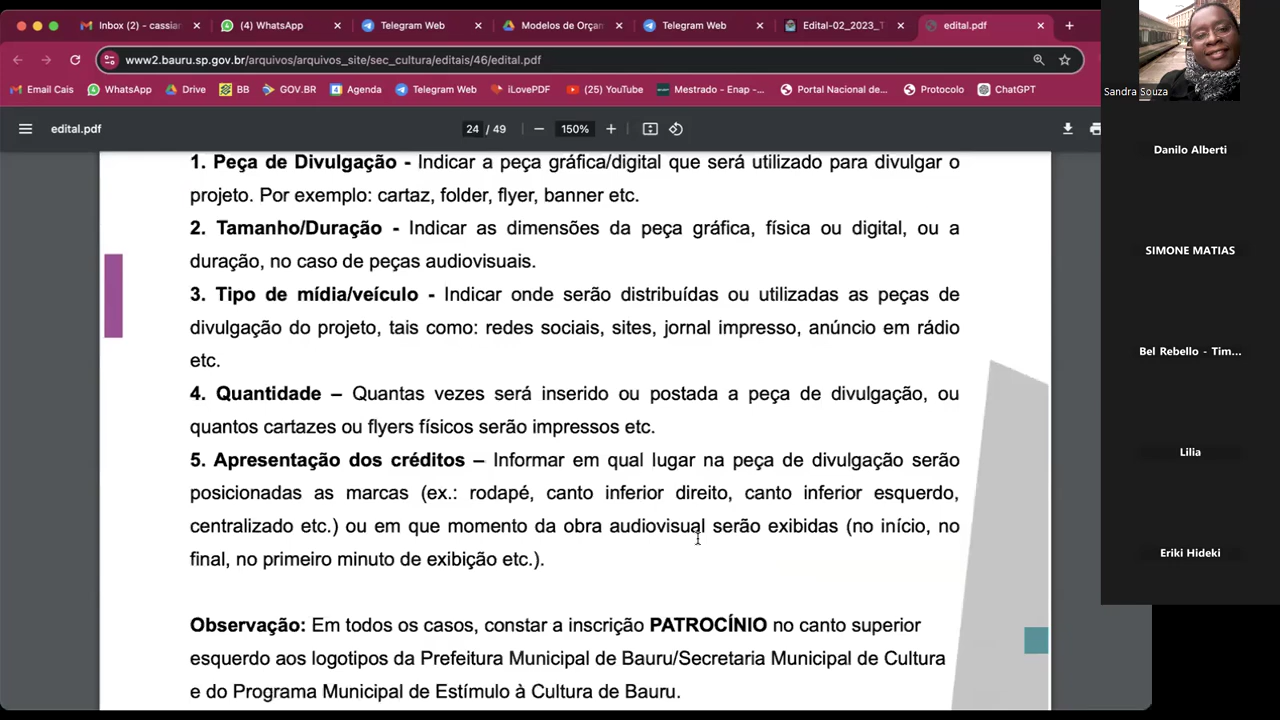 Inbox (2) - cassian
(4) WhatsApp
Telegram Web
Modelos de Orçan
Telegram Web
Edital-02_2023_T
edital.pdf
www2.bauru.sp.gov.br/arquivos/arquivos_site/sec_cultura/editais/46/edital.pdf
Email Cais
WhatsApp
Drive
BB
GOV.BR
Agenda
Telegram Web
iLovePDF
(25) YouTube
Mestrado - Enap -...
Portal Nacional de...
Protocolo
ChatGPT
edital.pdf
24 / 49
150%
1. Peça de Divulgação - Indicar a peça gráfica/digital que será utilizado para divulgar o
projeto. Por exemplo: cartaz, folder, flyer, banner etc.
2. Tamanho/Duração - Indicar as dimensões da peça gráfica, física ou digital, ou a
duração, no caso de peças audiovisuais.
3. Tipo de mídia/veículo - Indicar onde serão distribuídas ou utilizadas as peças de
divulgação do projeto, tais como: redes sociais, sites, jornal impresso, anúncio em rádio
etc.
4. Quantidade – Quantas vezes será inserido ou postada a peça de divulgação, ou
quantos cartazes ou flyers físicos serão impressos etc.
5. Apresentação dos créditos – Informar em qual lugar na peça de divulgação serão
posicionadas as marcas (ex.: rodapé, canto inferior direito, canto inferior esquerdo,
centralizado etc.) ou em que momento da obra audiovisual serão exibidas (no início, no
final, no primeiro minuto de exibição etc.).
Observação: Em todos os casos, constar a inscrição PATROCÍNIO no canto superior
esquerdo aos logotipos da Prefeitura Municipal de Bauru/Secretaria Municipal de Cultura
e do Programa Municipal de Estímulo à Cultura de Bauru.
Sandra Souza
Danilo Alberti
SIMONE MATIAS
Bel Rebello - Tim...
Lilia
Eriki Hideki